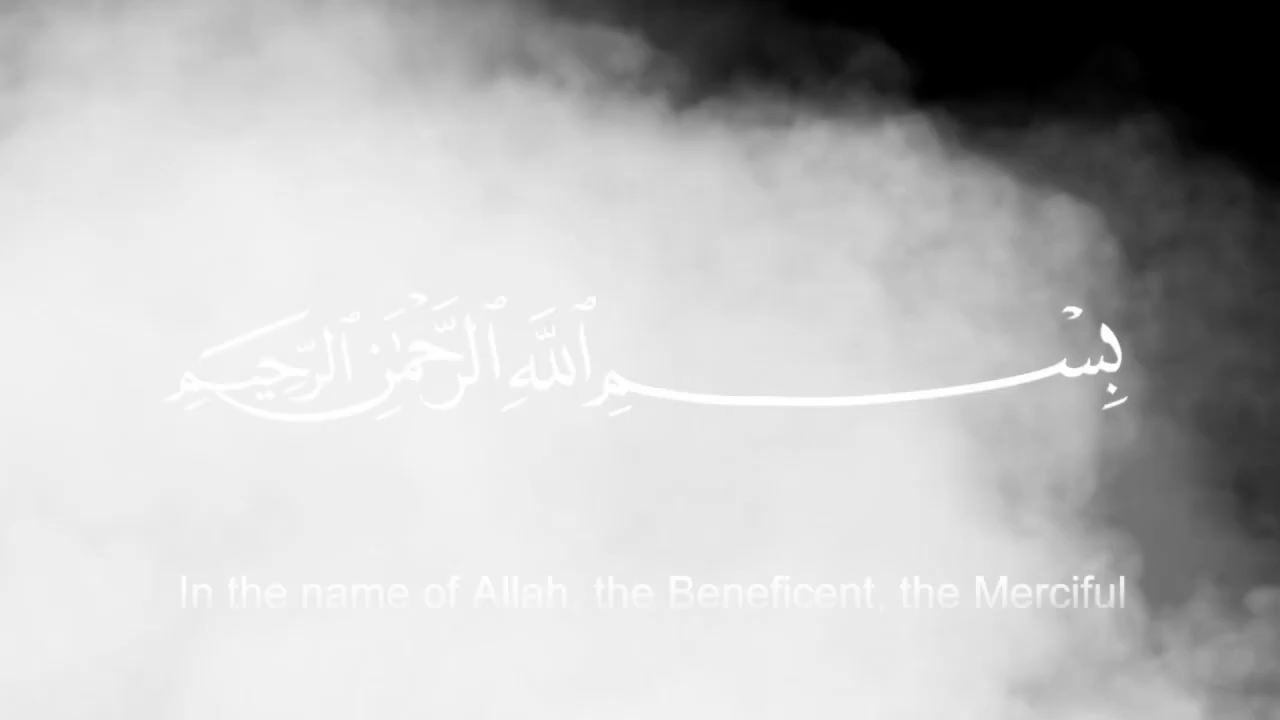 بِسْمِ ٱللَّهِ ٱلرَّحْمَٰنِ ٱلرَّحِيمِ
In the name of Allah, the Beneficent, the Merciful